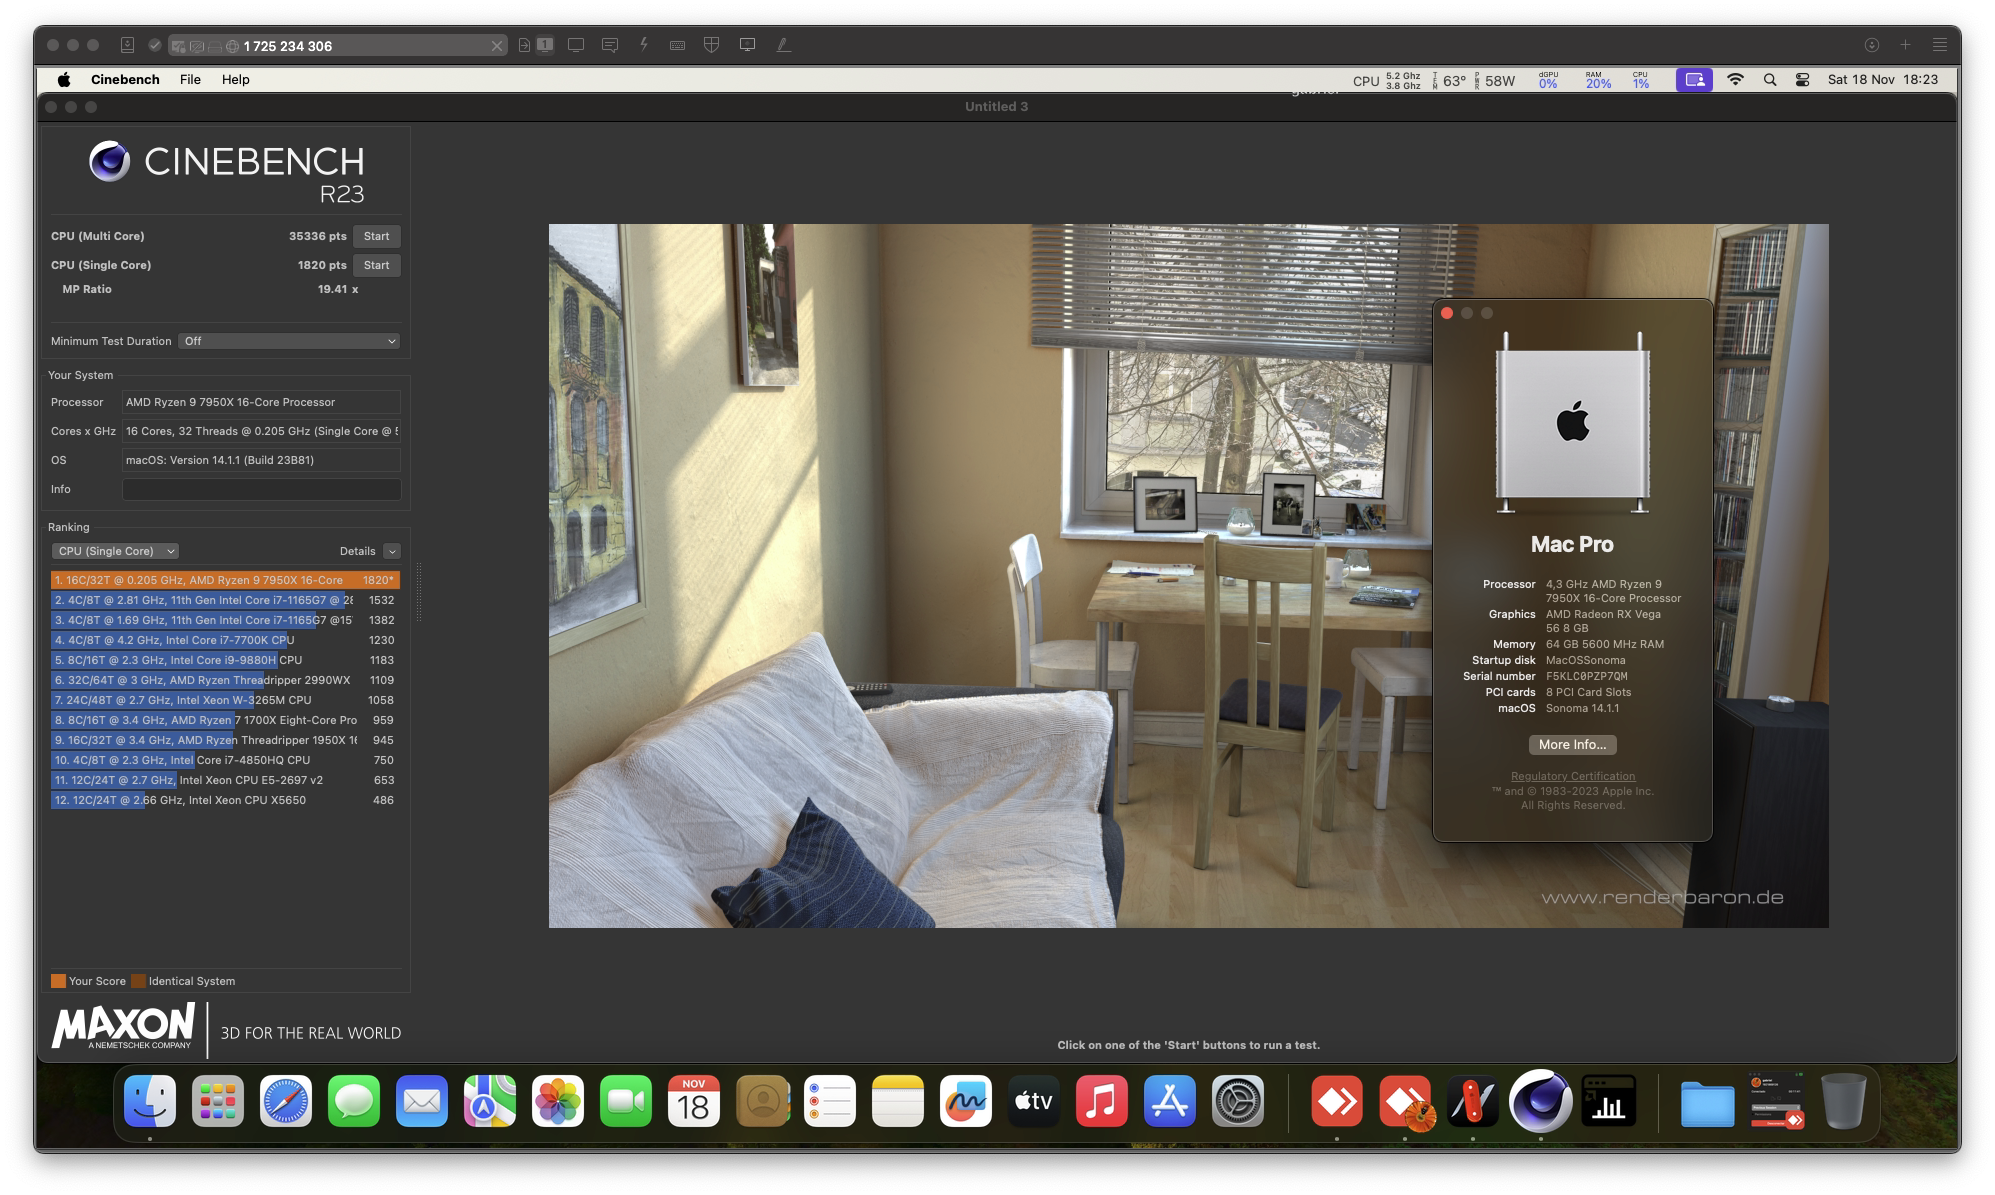 1 725 234 306
1
Cinebench File Help
CPU 5.2 Ghz 3.8 Ghz TEM 63° PWR 58W dGPU 0% RAM 20% CPU 1% Sat 18 Nov 18:23
Untitled 3
CINEBENCH
R23
CPU (Multi Core) 35336 pts Start
CPU (Single Core) 1820 pts Start
MP Ratio 19.41 x
Minimum Test Duration Off
Your System
Processor AMD Ryzen 9 7950X 16-Core Processor
Cores x GHz 16 Cores, 32 Threads @ 0.205 GHz (Single Core @
OS macOS: Version 14.1.1 (Build 23B81)
Info
Ranking
CPU (Single Core) Details
1. 16C/32T @ 0.205 GHz, AMD Ryzen 9 7950X 16-Core 1820*
2. 4C/8T @ 2.81 GHz, 11th Gen Intel Core i7-1165G7 @ 28 1532
3. 4C/8T @ 1.69 GHz, 11th Gen Intel Core i7-1165G7 @15 1382
4. 4C/8T @ 4.2 GHz, Intel Core i7-7700K CPU 1230
5. 8C/16T @ 2.3 GHz, Intel Core i9-9880H CPU 1183
6. 32C/64T @ 3 GHz, AMD Ryzen Threadripper 2990WX 1109
7. 24C/48T @ 2.7 GHz, Intel Xeon W-3265M CPU 1058
8. 8C/16T @ 3.4 GHz, AMD Ryzen 7 1700X Eight-Core Pro 959
9. 16C/32T @ 3.4 GHz, AMD Ryzen Threadripper 1950X 16 945
10. 4C/8T @ 2.3 GHz, Intel Core i7-4850HQ CPU 750
11. 12C/24T @ 2.7 GHz, Intel Xeon CPU E5-2697 v2 653
12. 12C/24T @ 2.66 GHz, Intel Xeon CPU X5650 486
Your Score Identical System
MAXON
A NEMETSCHEK COMPANY
3D FOR THE REAL WORLD
Mac Pro
Processor 4,3 GHz AMD Ryzen 9
7950X 16-Core Processor
Graphics AMD Radeon RX Vega
56 8 GB
Memory 64 GB 5600 MHz RAM
Startup disk MacOSSonoma
Serial number F5KLC0PZP7QM
PCI cards 8 PCI Card Slots
macOS Sonoma 14.1.1
More Info...
Regulatory Certification
™ and © 1983-2023 Apple Inc.
All Rights Reserved.
www.renderbaron.de
Click on one of the 'Start' buttons to run a test.
NOV
18
tv